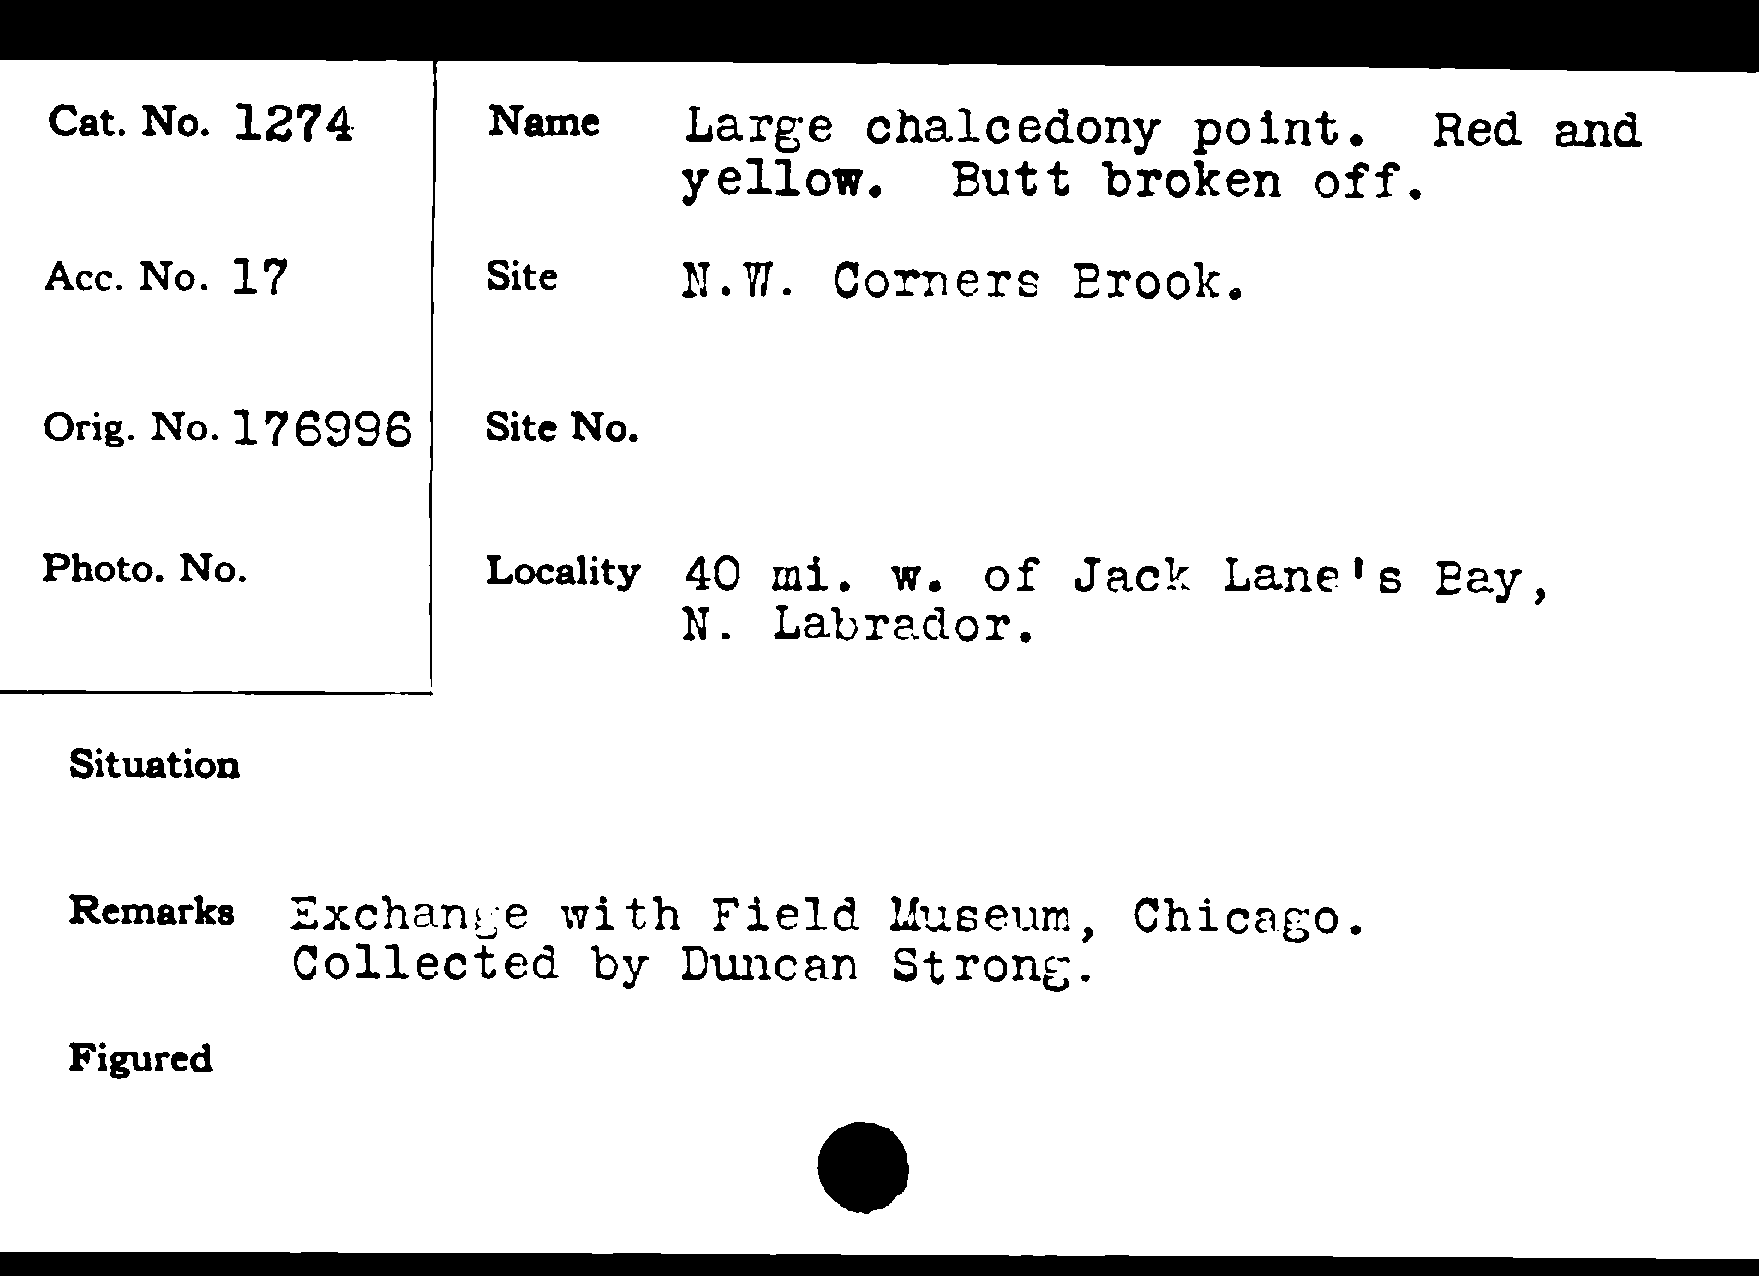 Cat. No. 1274
Name Large chalcedony point. Red and
yellow. Butt broken off.
Acc. No. 17
Site N.W. Corners Brook.
Orig. No. 176996
Site No.
Photo. No.
Locality 40 mi. w. of Jack Lane's Bay,
N. Labrador.
Situation
Remarks Exchange with Field Museum, Chicago.
Collected by Duncan Strong.
Figured